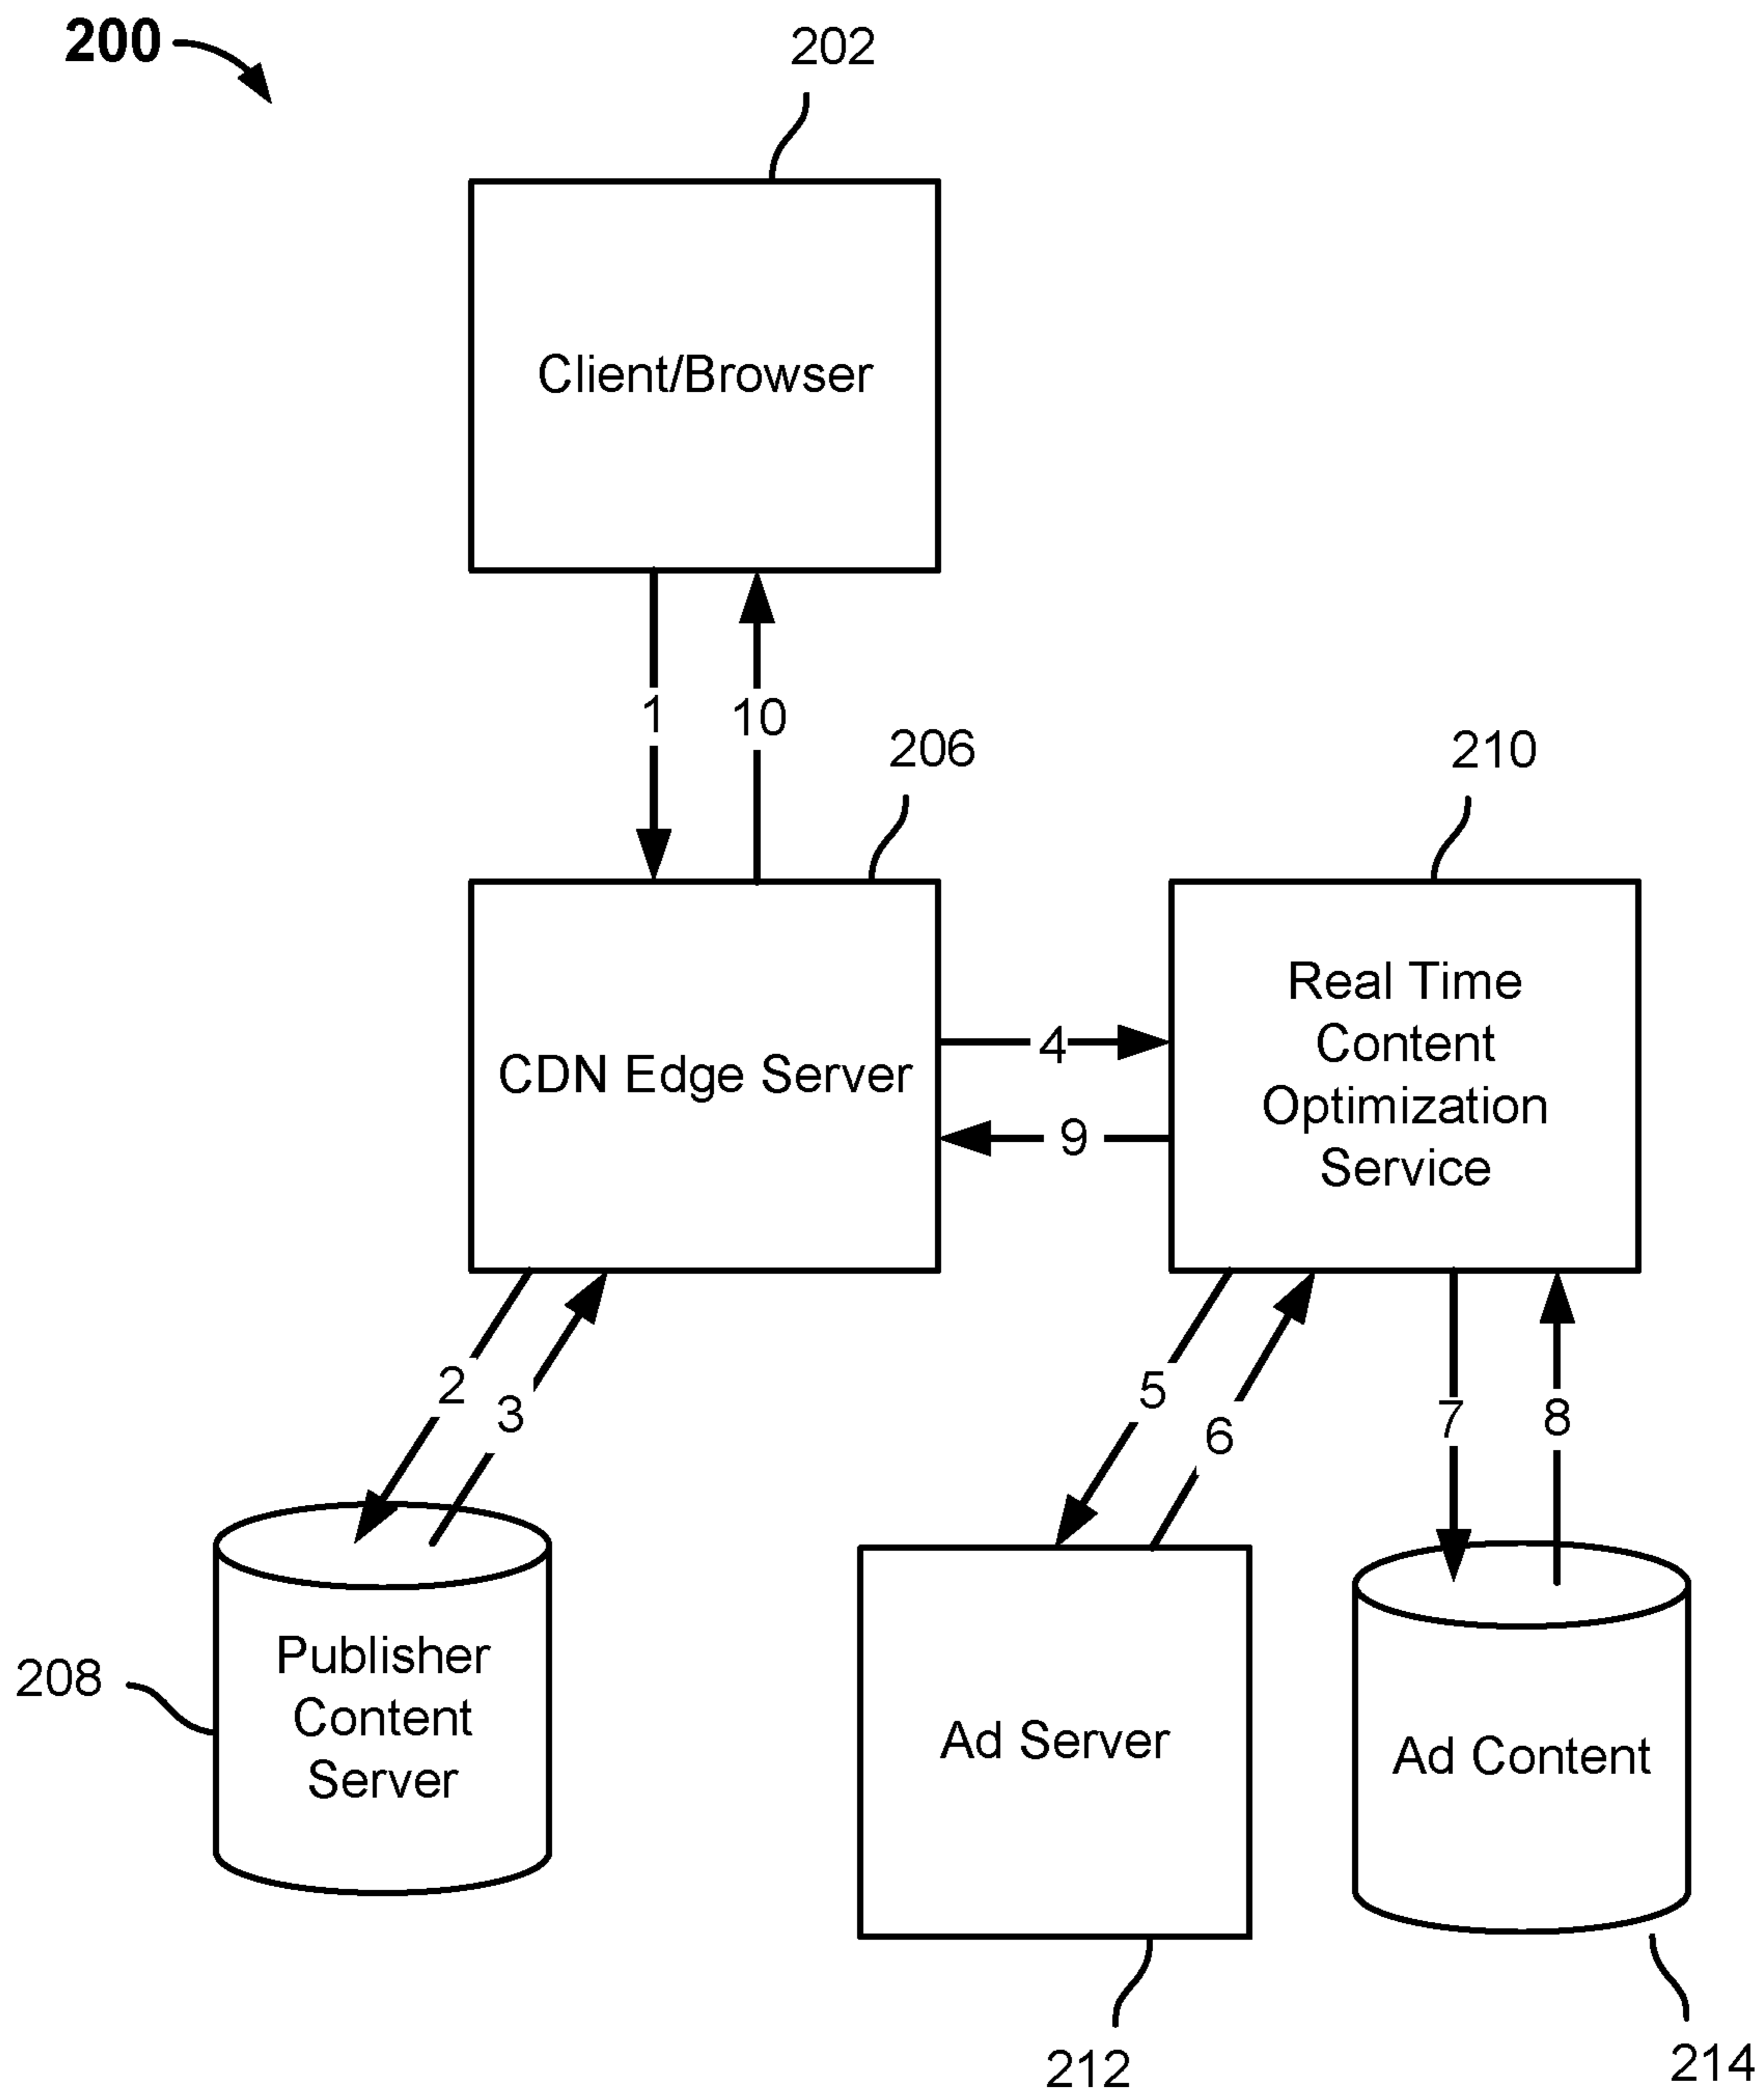 200
202
Client/Browser
1
10
206
210
CDN Edge Server
Real Time
Content
Optimization
Service
4
9
2
3
5
6
7
8
208
Publisher
Content
Server
Ad Server
Ad Content
212
214